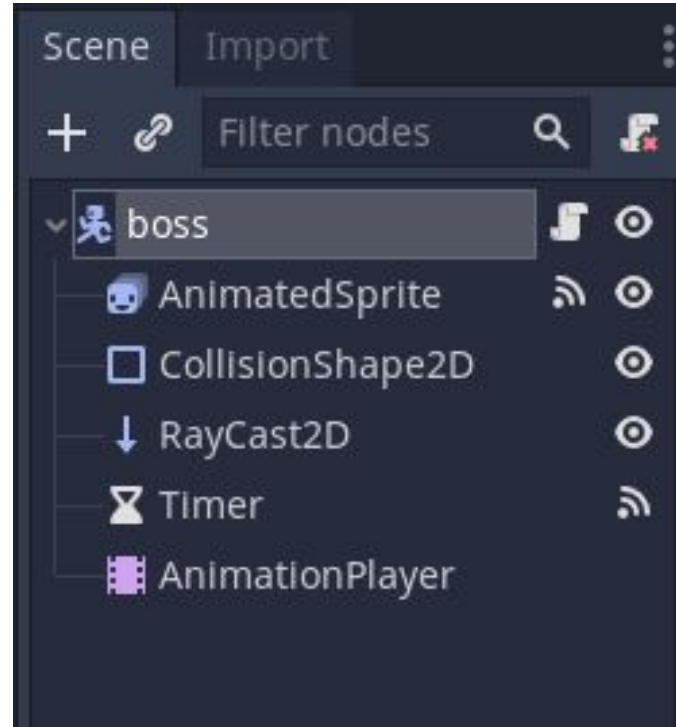 Scene Import
Filter nodes
boss
AnimatedSprite
CollisionShape2D
RayCast2D
Timer
AnimationPlayer